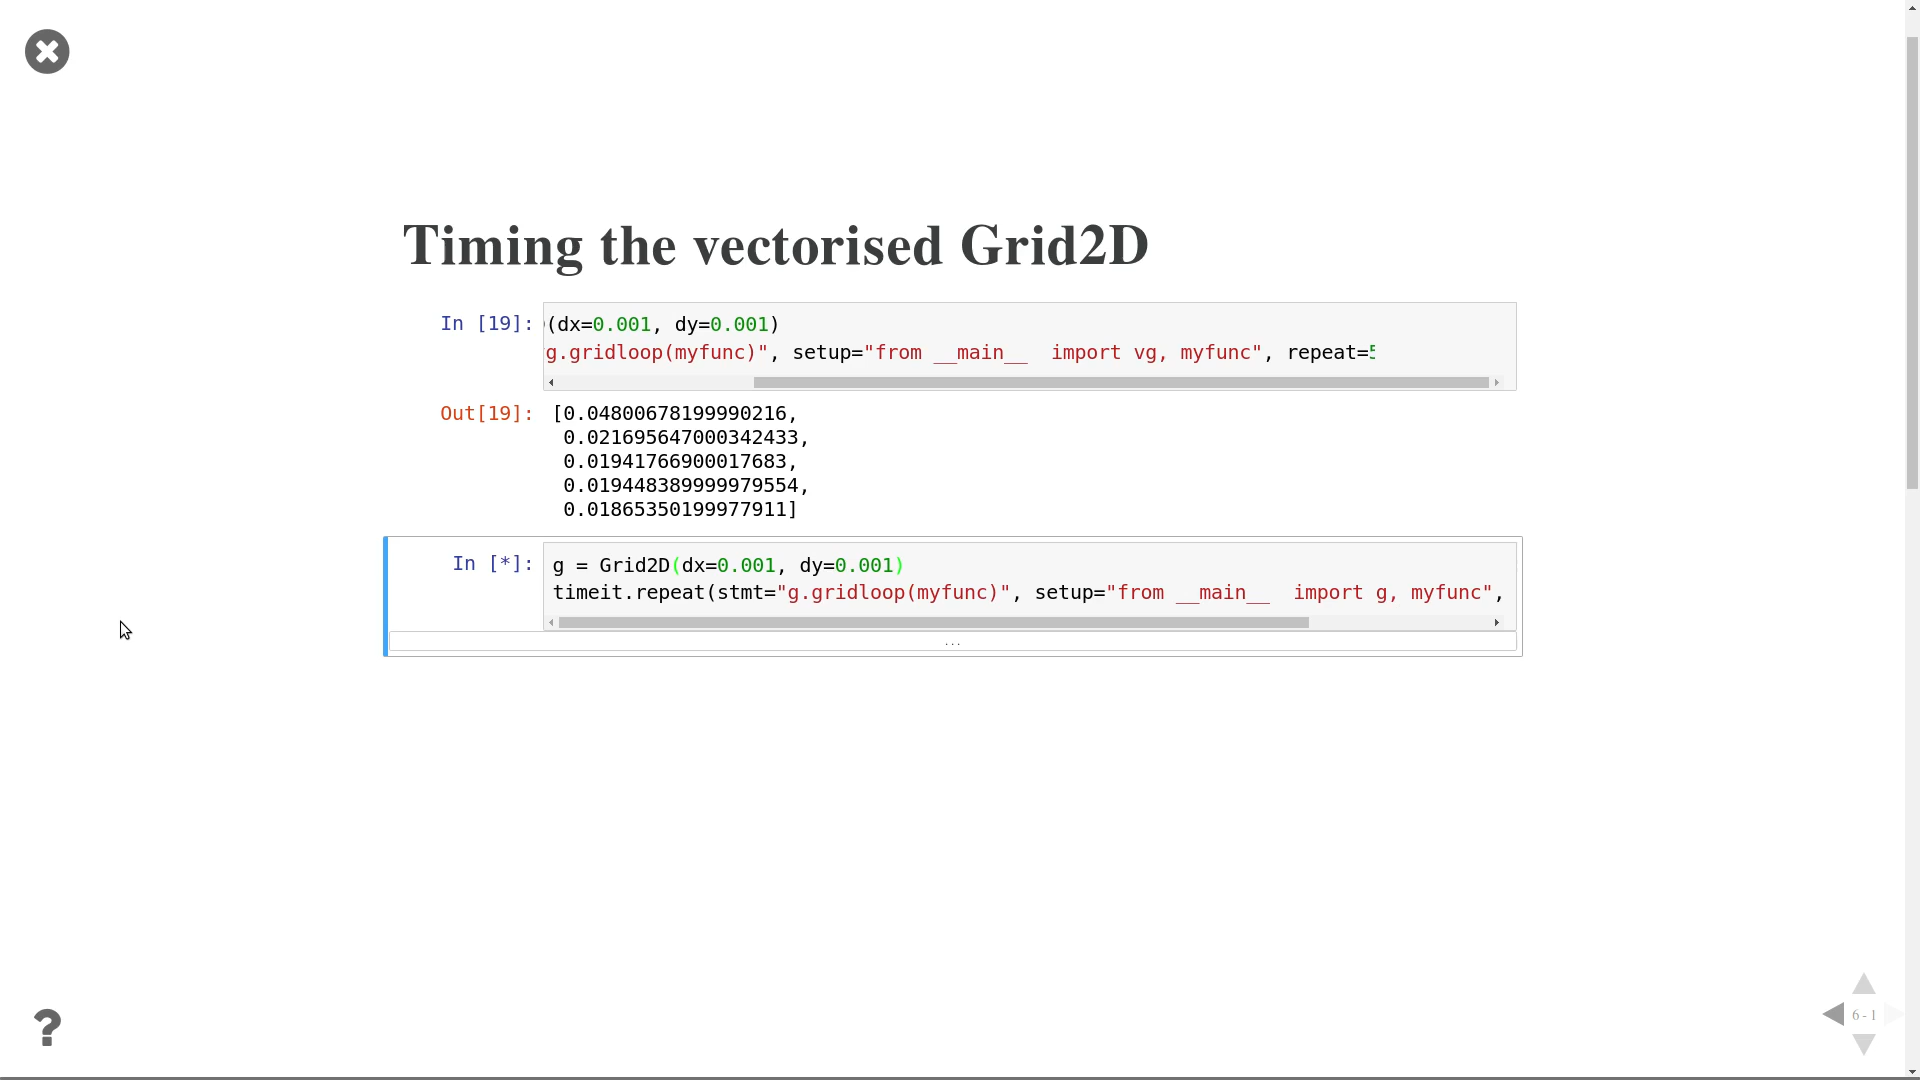 Timing the vectorised Grid2D
In [19]:
(dx=0.001, dy=0.001)
g.gridloop(myfunc)", setup="from __main__  import vg, myfunc", repeat=5
Out[19]:
[0.04800678199990216,
0.021695647000342433,
0.01941766900017683,
0.019448389999979554,
0.01865350199977911]
In [*]:
g = Grid2D(dx=0.001, dy=0.001)
timeit.repeat(stmt="g.gridloop(myfunc)", setup="from __main__  import g, myfunc",
...
?
6 - 1